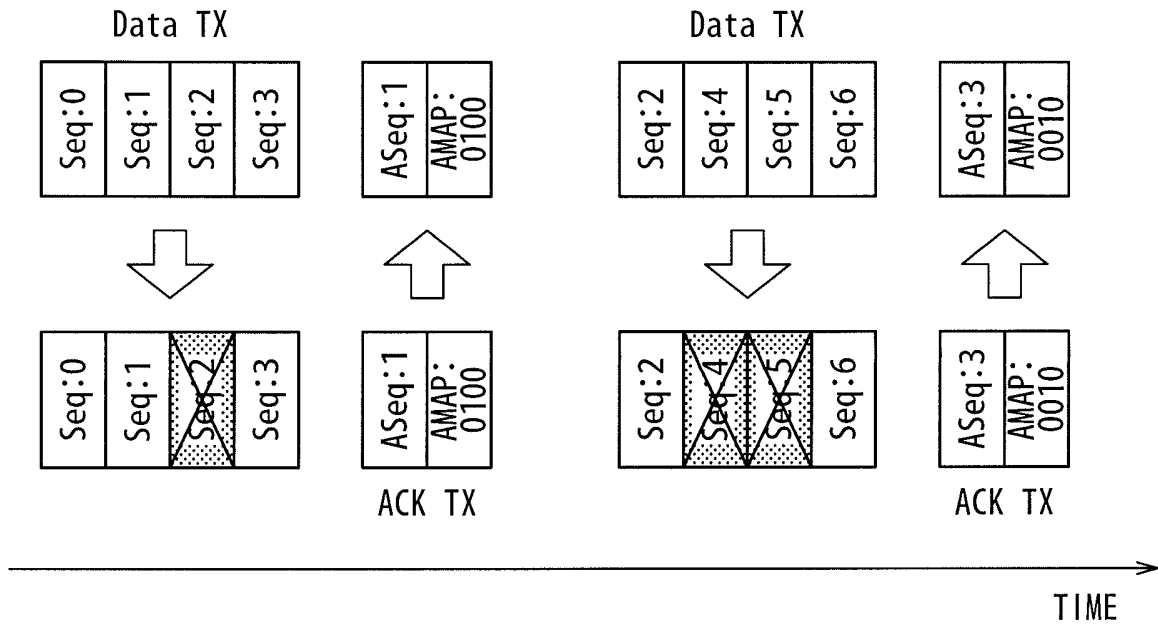 Data TX
Data TX
Seq:0
Seq:1
Seq:2
Seq:3
ASeq:1
AMAP:
0100
Seq:2
Seq:4
Seq:5
Seq:6
ASeq:3
AMAP:
0010
Seq:0
Seq:1
Seq:2
Seq:3
ASeq:1
AMAP:
0100
Seq:2
Seq:4
Seq:5
Seq:6
ASeq:3
AMAP:
0010
ACK TX
ACK TX
TIME